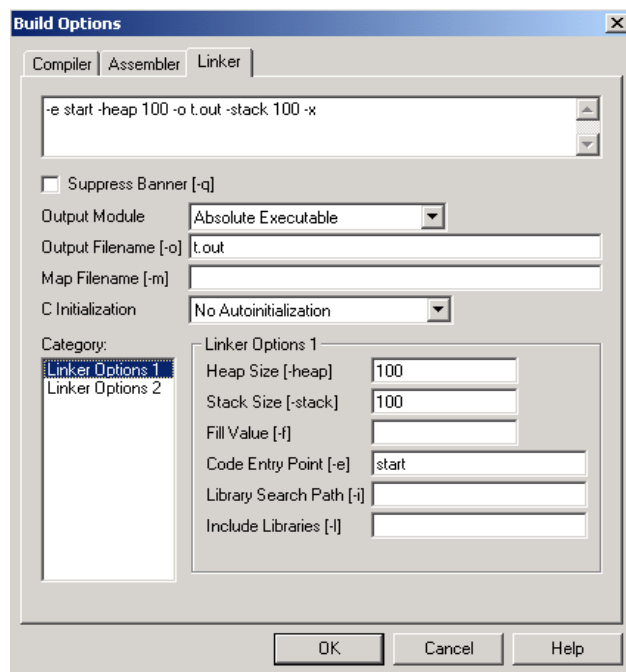 Build Options
Compiler Assembler Linker
-e start -heap 100 -o t.out -stack 100 -x
Suppress Banner [-q]
Output Module Absolute Executable
Output Filename [-o] t.out
Map Filename [-m]
C Initialization No Autoinitialization
Category: Linker Options 1
Linker Options 1 Heap Size [-heap] 100
Linker Options 2 Stack Size [-stack] 100
Fill Value [-f]
Code Entry Point [-e] start
Library Search Path [-i]
Include Libraries [-l]
OK Cancel Help